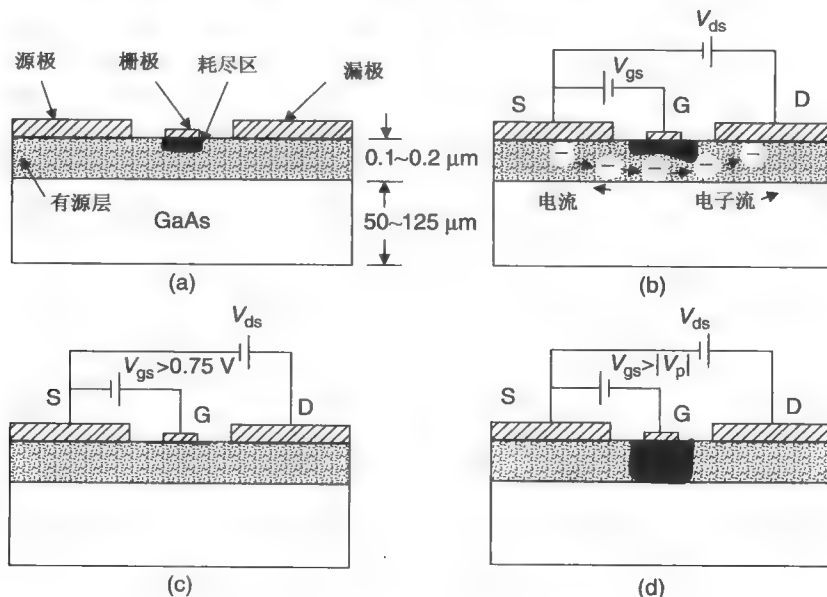 源极
栅极
耗尽区
漏极
0.1~0.2 μm
有源层
GaAs
50~125 μm
(a)
V_ds
V_gs
S
G
D
电流
电子流
(b)
V_ds
V_gs>0.75 V
S
G
D
(c)
V_ds
V_gs>|V_p|
S
G
D
(d)